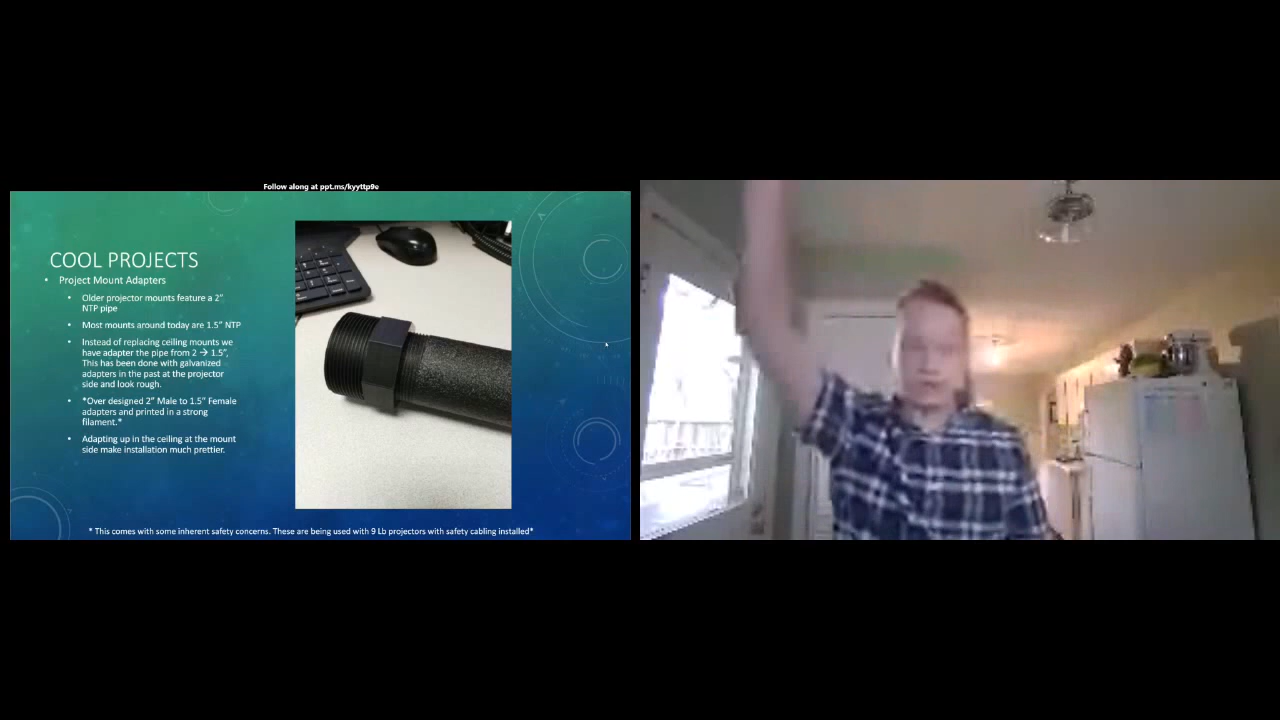 Follow along at ppt.ms/kyyttp9e
COOL PROJECTS
• Project Mount Adapters
• Older projector mounts feature a 2"
NTP pipe
• Most mounts around today are 1.5" NTP
• Instead of replacing ceiling mounts we
have adapter the pipe from 2 → 1.5",
This has been done with galvanized
adapters in the past at the projector
side and look rough.
• *Over designed 2" Male to 1.5" Female
adapters and printed in a strong
filament.*
• Adapting up in the ceiling at the mount
side make installation much prettier.
* This comes with some inherent safety concerns. These are being used with 9 Lb projectors with safety cabling installed*